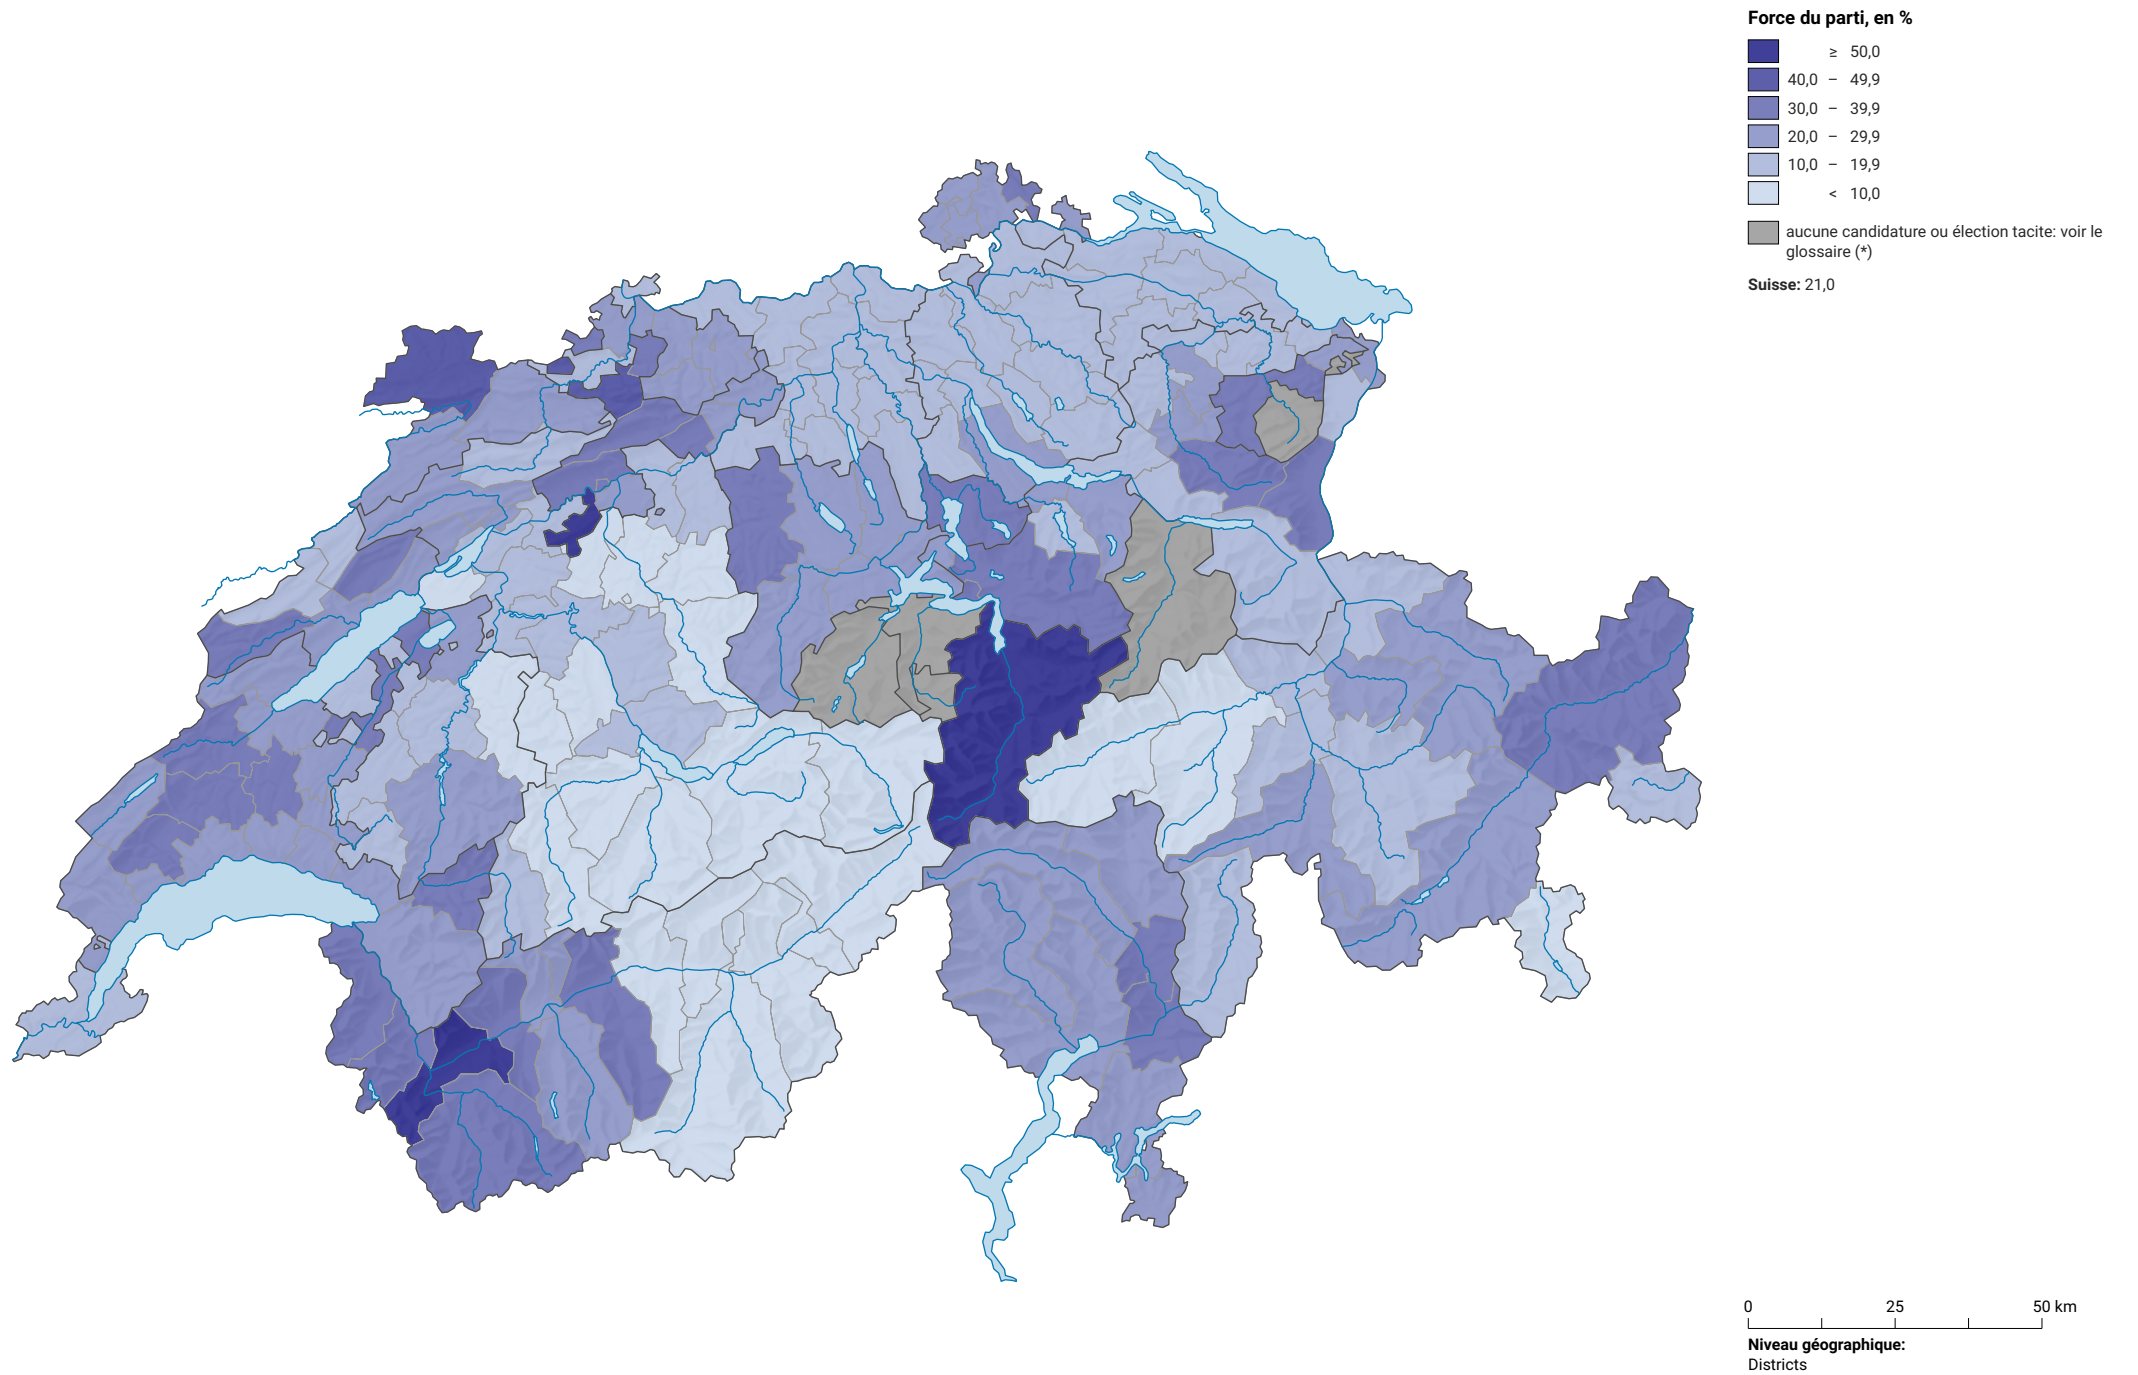 Force du parti, en %
≥ 50,0
40,0 – 49,9
30,0 – 39,9
20,0 – 29,9
10,0 – 19,9
< 10,0
aucune candidature ou élection tacite: voir le
glossaire (*)
Suisse: 21,0
0 25 50 km
Niveau géographique:
Districts